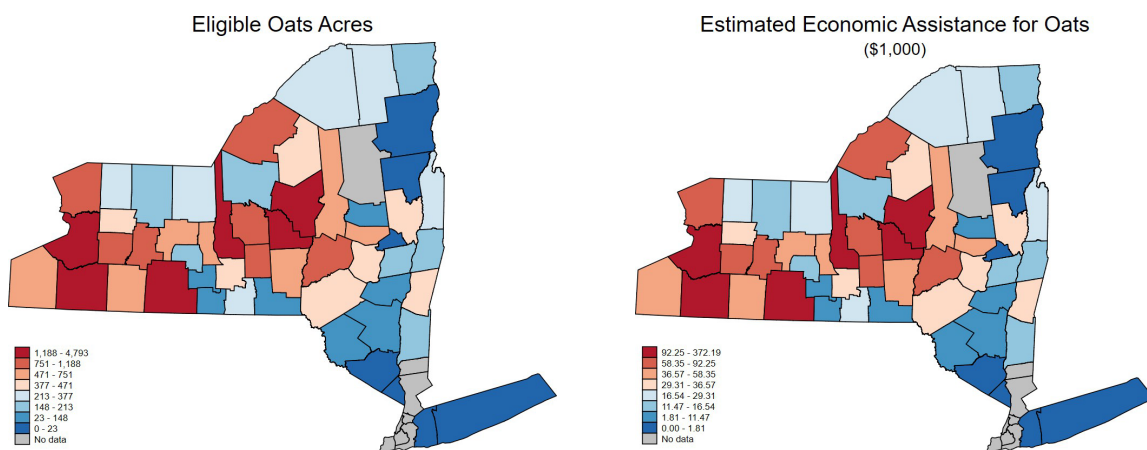 Eligible Oats Acres
1,188 - 4,793
751 - 1,188
471 - 751
377 - 471
213 - 377
148 - 213
23 - 148
0 - 23
No data
Estimated Economic Assistance for Oats
($1,000)
92.25 - 372.19
58.35 - 92.25
36.57 - 58.35
29.31 - 36.57
16.54 - 29.31
11.47 - 16.54
1.81 - 11.47
0.00 - 1.81
No data